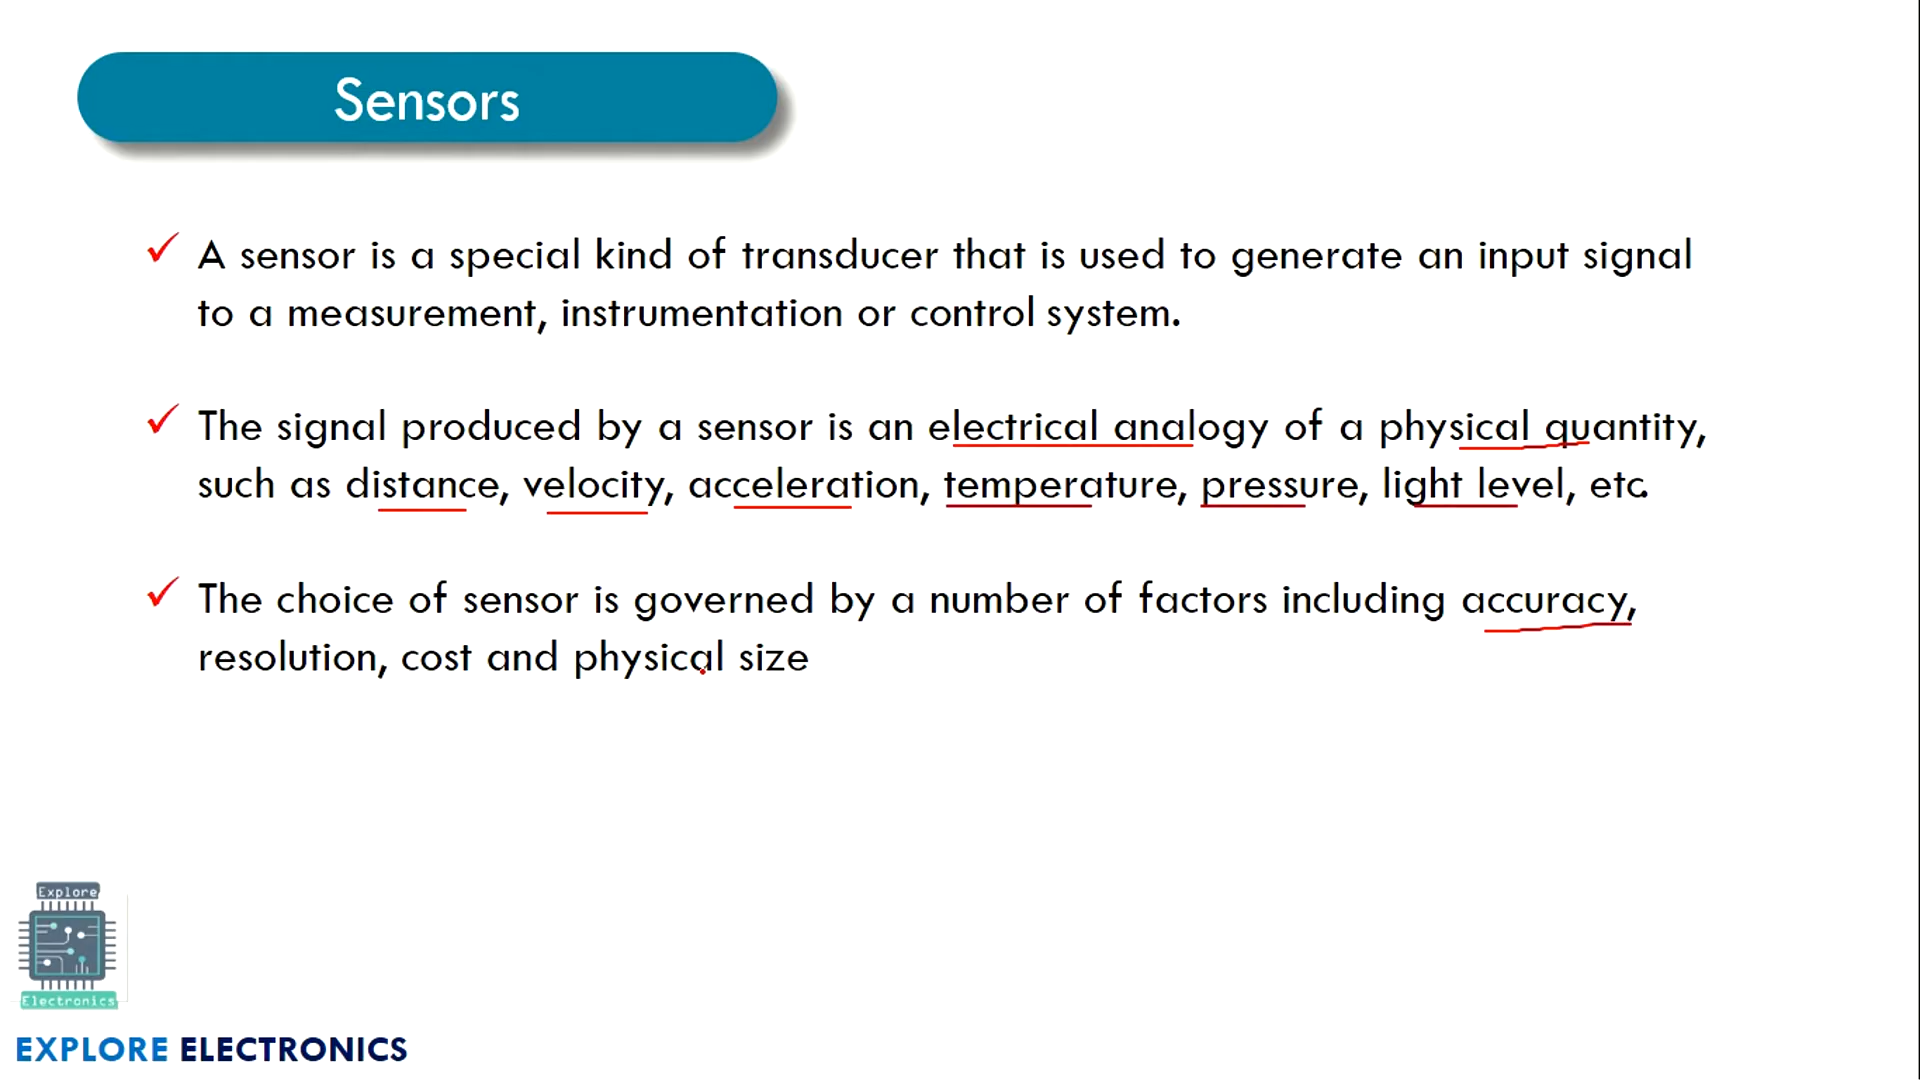 Sensors
A sensor is a special kind of transducer that is used to generate an input signal
to a measurement, instrumentation or control system.
The signal produced by a sensor is an electrical analogy of a physical quantity,
such as distance, velocity, acceleration, temperature, pressure, light level, etc.
The choice of sensor is governed by a number of factors including accuracy,
resolution, cost and physical size
Explore
Electronics
EXPLORE ELECTRONICS